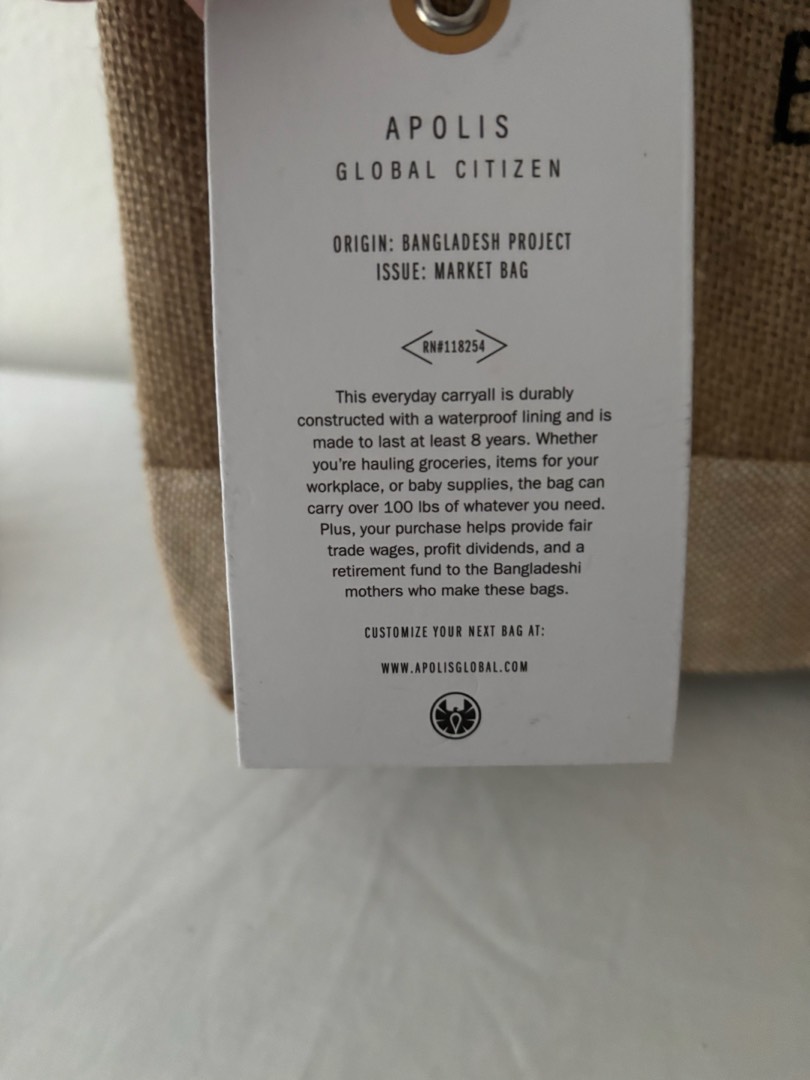 APOLIS
GLOBAL CITIZEN
ORIGIN: BANGLADESH PROJECT
ISSUE: MARKET BAG
RN#118254
This everyday carryall is durably
constructed with a waterproof lining and is
made to last at least 8 years. Whether
you're hauling groceries, items for your
workplace, or baby supplies, the bag can
carry over 100 lbs of whatever you need.
Plus, your purchase helps provide fair
trade wages, profit dividends, and a
retirement fund to the Bangladeshi
mothers who make these bags.
CUSTOMIZE YOUR NEXT BAG AT:
WWW.APOLISGLOBAL.COM